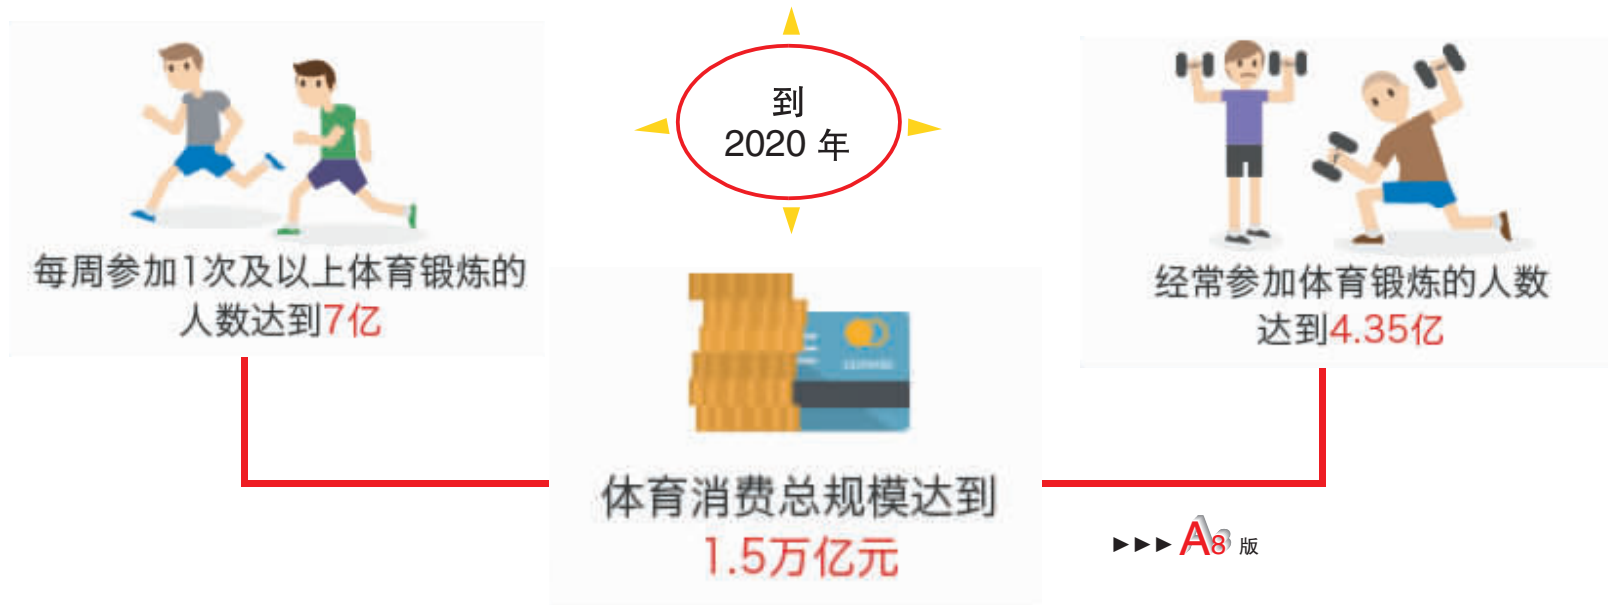 到
2020 年
每周参加1次及以上体育锻炼的
人数达到7亿
经常参加体育锻炼的人数
达到4.35亿
体育消费总规模达到
1.5万亿元
▶▶▶A8 版